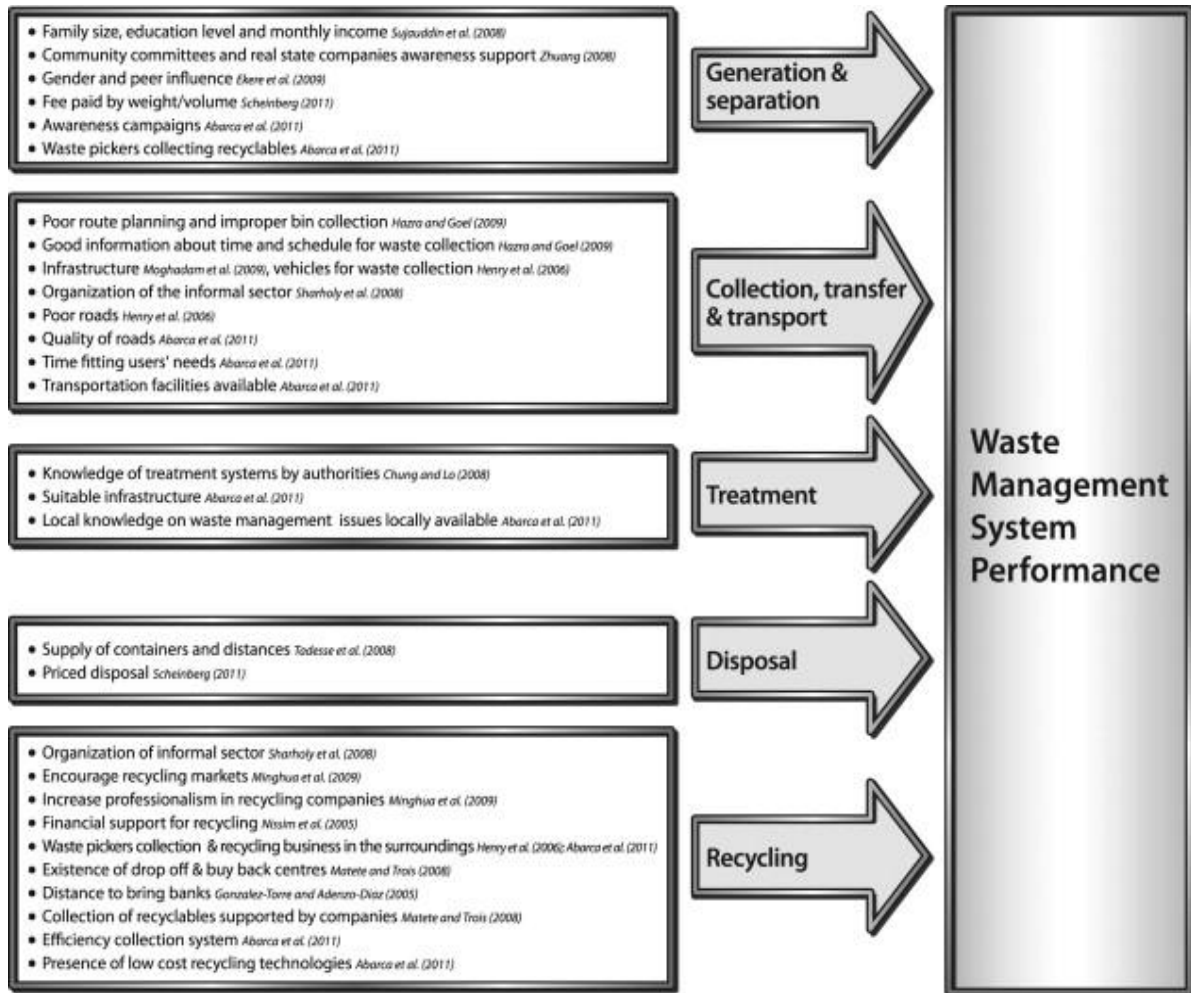 • Family size, education level and monthly income Sujauddin et al. (2008)
• Community committees and real state companies awareness support Zhuang (2008)
• Gender and peer influence Ekere et al. (2009)
• Fee paid by weight/volume Scheinberg (2011)
• Awareness campaigns Abarca et al. (2011)
• Waste pickers collecting recyclables Abarca et al. (2011)
Generation &
separation
• Poor route planning and improper bin collection Hazra and Goel (2009)
• Good information about time and schedule for waste collection Hazra and Goel (2009)
• Infrastructure Moghadam et al. (2009), vehicles for waste collection Henry et al. (2006)
• Organization of the informal sector Sharholy et al. (2008)
• Poor roads Henry et al. (2006)
• Quality of roads Abarca et al. (2011)
• Time fitting users' needs Abarca et al. (2011)
• Transportation facilities available Abarca et al. (2011)
Collection, transfer
& transport
• Knowledge of treatment systems by authorities Chung and Lo (2008)
• Suitable infrastructure Abarca et al. (2011)
• Local knowledge on waste management issues locally available Abarca et al. (2011)
Treatment
• Supply of containers and distances Tadesse et al. (2008)
• Priced disposal Scheinberg (2011)
Disposal
• Organization of informal sector Sharholy et al. (2008)
• Encourage recycling markets Minghua et al. (2009)
• Increase professionalism in recycling companies Minghua et al. (2009)
• Financial support for recycling Nissim et al. (2005)
• Waste pickers collection & recycling business in the surroundings Henry et al. (2006); Abarca et al. (2011)
• Existence of drop off & buy back centres Matete and Trois (2008)
• Distance to bring banks Gonzalez-Torre and Adenzo-Diaz (2005)
• Collection of recyclables supported by companies Matete and Trois (2008)
• Efficiency collection system Abarca et al. (2011)
• Presence of low cost recycling technologies Abarca et al. (2011)
Recycling
Waste
Management
System
Performance